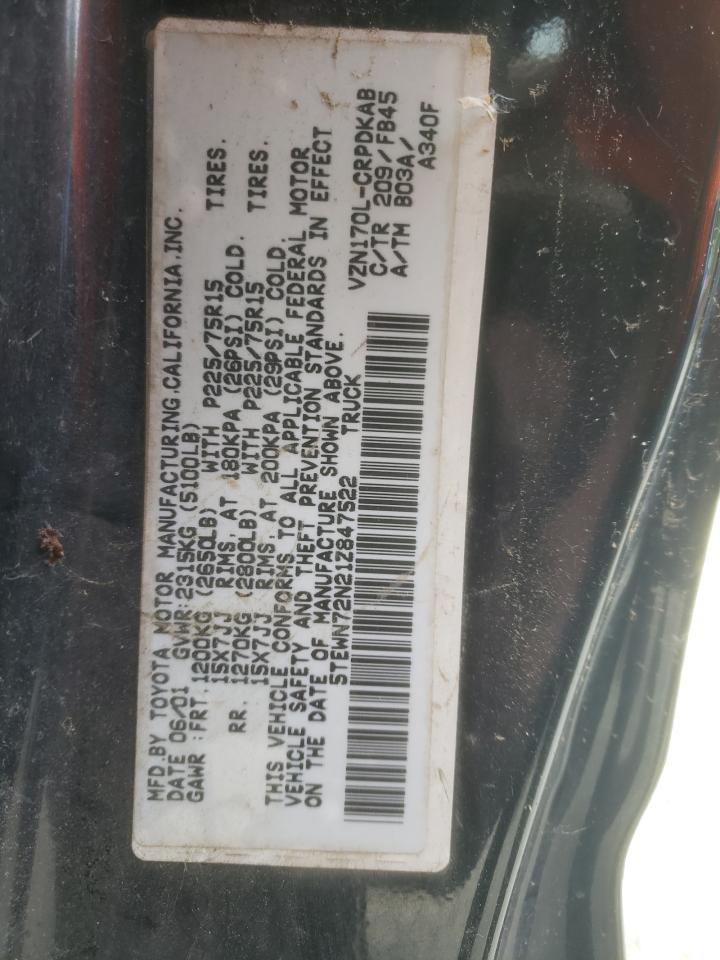 MFD.BY TOYOTA MOTOR MANUFACTURING.CALIFORNIA.INC.
DATE 06/01 GVWR:2315KG (5100LB)
GAWR :FRT.1200KG (2650LB) WITH P225/75R15 TIRES.
15X7JJ RIMS, AT 180KPA (26PSI) COLD.
RR. 1270KG (2800LB) WITH P225/75R15 TIRES.
15X7JJ RIMS, AT 200KPA (29PSI) COLD.
THIS VEHICLE CONFORMS TO ALL APPLICABLE FEDERAL MOTOR
VEHICLE SAFETY AND THEFT PREVENTION STANDARDS IN EFFECT
ON THE DATE OF MANUFACTURE SHOWN ABOVE.
5TEWN72N21Z847522 TRUCK
VZN170L-CRPDKAB
C/TR 209/FB45
A/TM B03A/
A340F